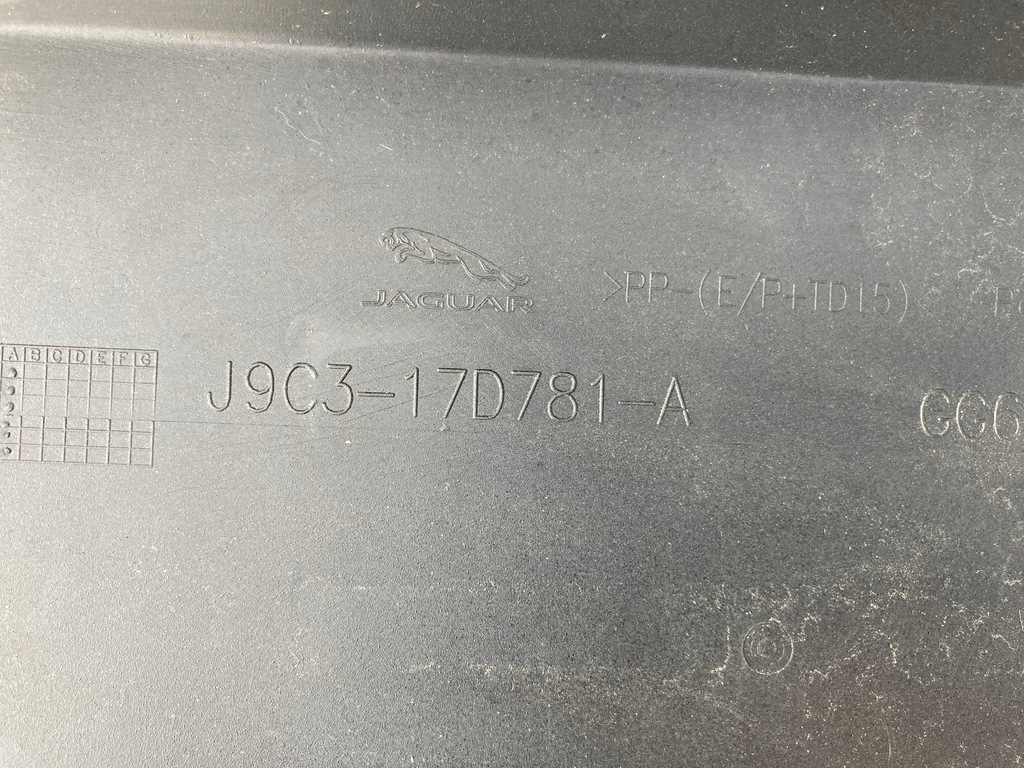 JAGUAR
>PP-(E/P+TD15)
A B C D E F G
J9C3-17D781-A
©